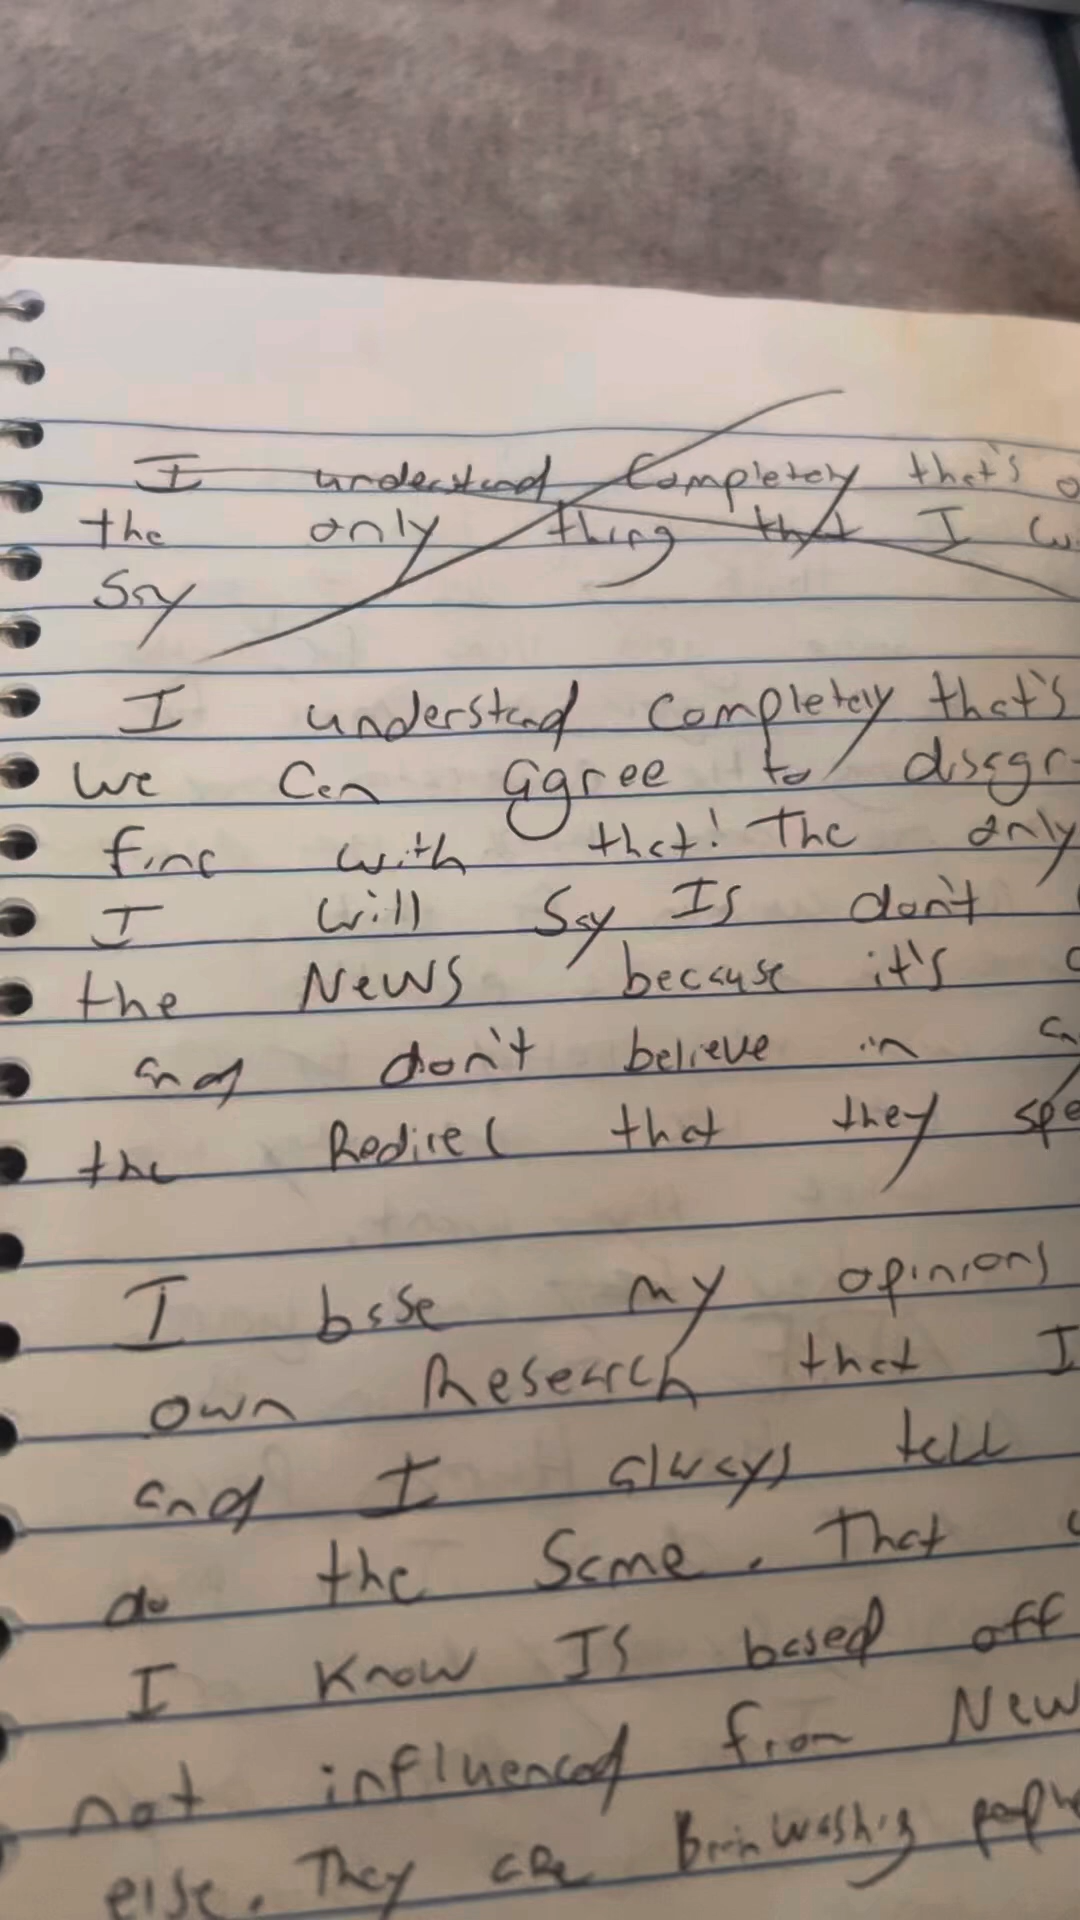 I understand Completely that's
the only thing that I
Say
I understand Completely that's
We Can agree to disagr
fine with that! The only
I will Say Is don't
the News because it's
and don't believe in
the that they spe
I base my opinions
own Research that I
and I always tell
do the Same. That
I Know IS based off
not influenced from New
else. They are Brainwashing people